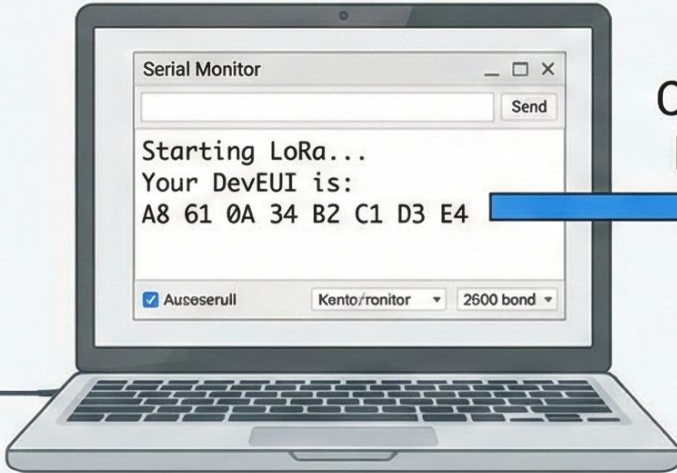 Serial Monitor
Send
Starting LoRa...
Your DevEUI is:
A8 61 0A 34 B2 C1 D3 E4
Auseserull
Kento/ronitor
2600 bond